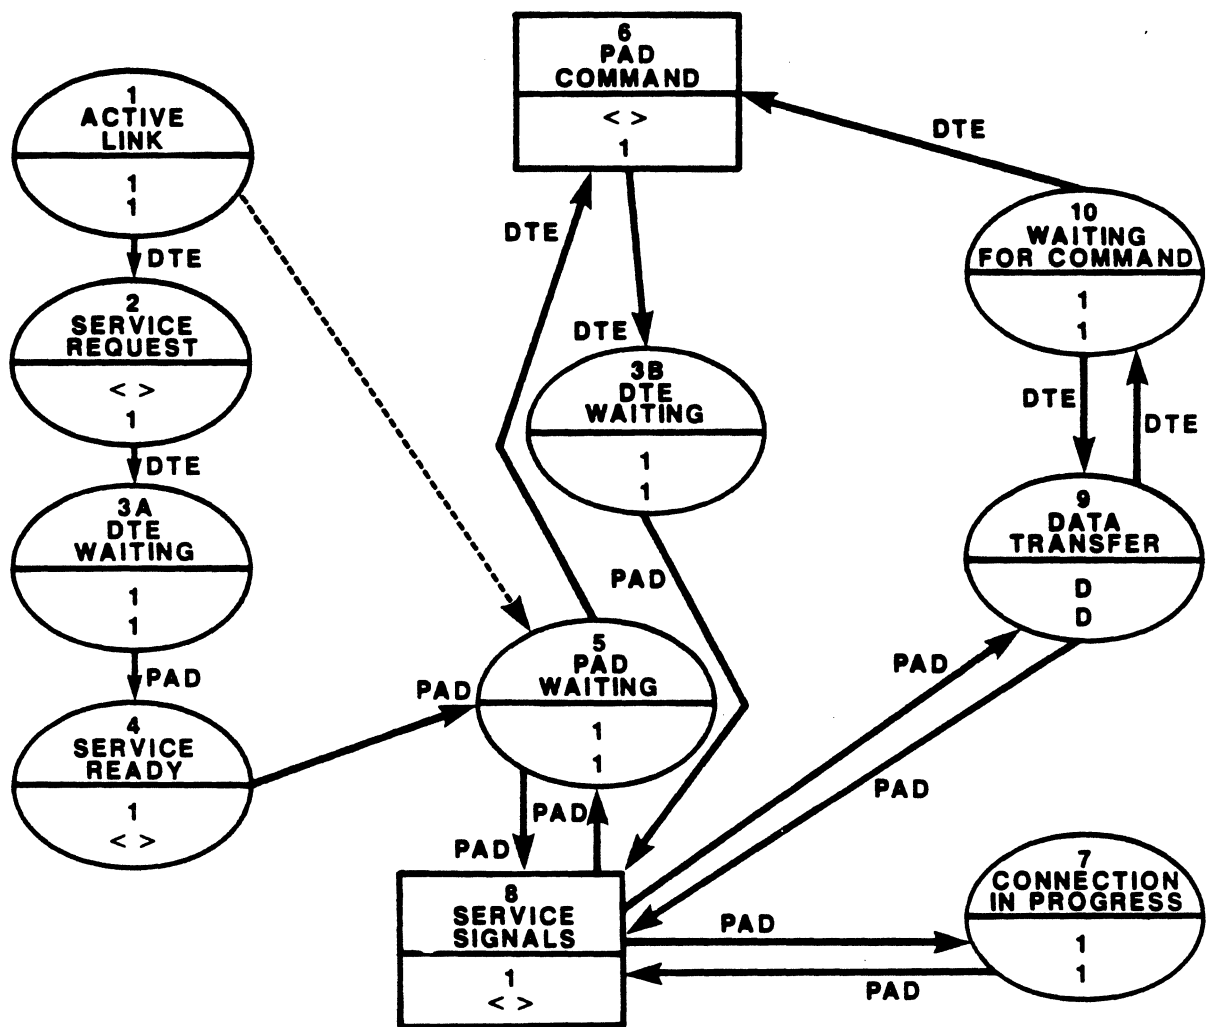 1
ACTIVE
LINK
1
1
DTE
2
SERVICE
REQUEST
< >
1
DTE
3A
DTE
WAITING
1
1
PAD
4
SERVICE
READY
1
< >
PAD
6
PAD
COMMAND
< >
1
DTE
DTE
3B
DTE
WAITING
1
1
PAD
5
PAD
WAITING
1
1
PAD
PAD
8
SERVICE
SIGNALS
1
< >
DTE
10
WAITING
FOR COMMAND
1
1
DTE
DTE
9
DATA
TRANSFER
D
D
PAD
PAD
7
CONNECTION
IN PROGRESS
1
1
PAD
PAD